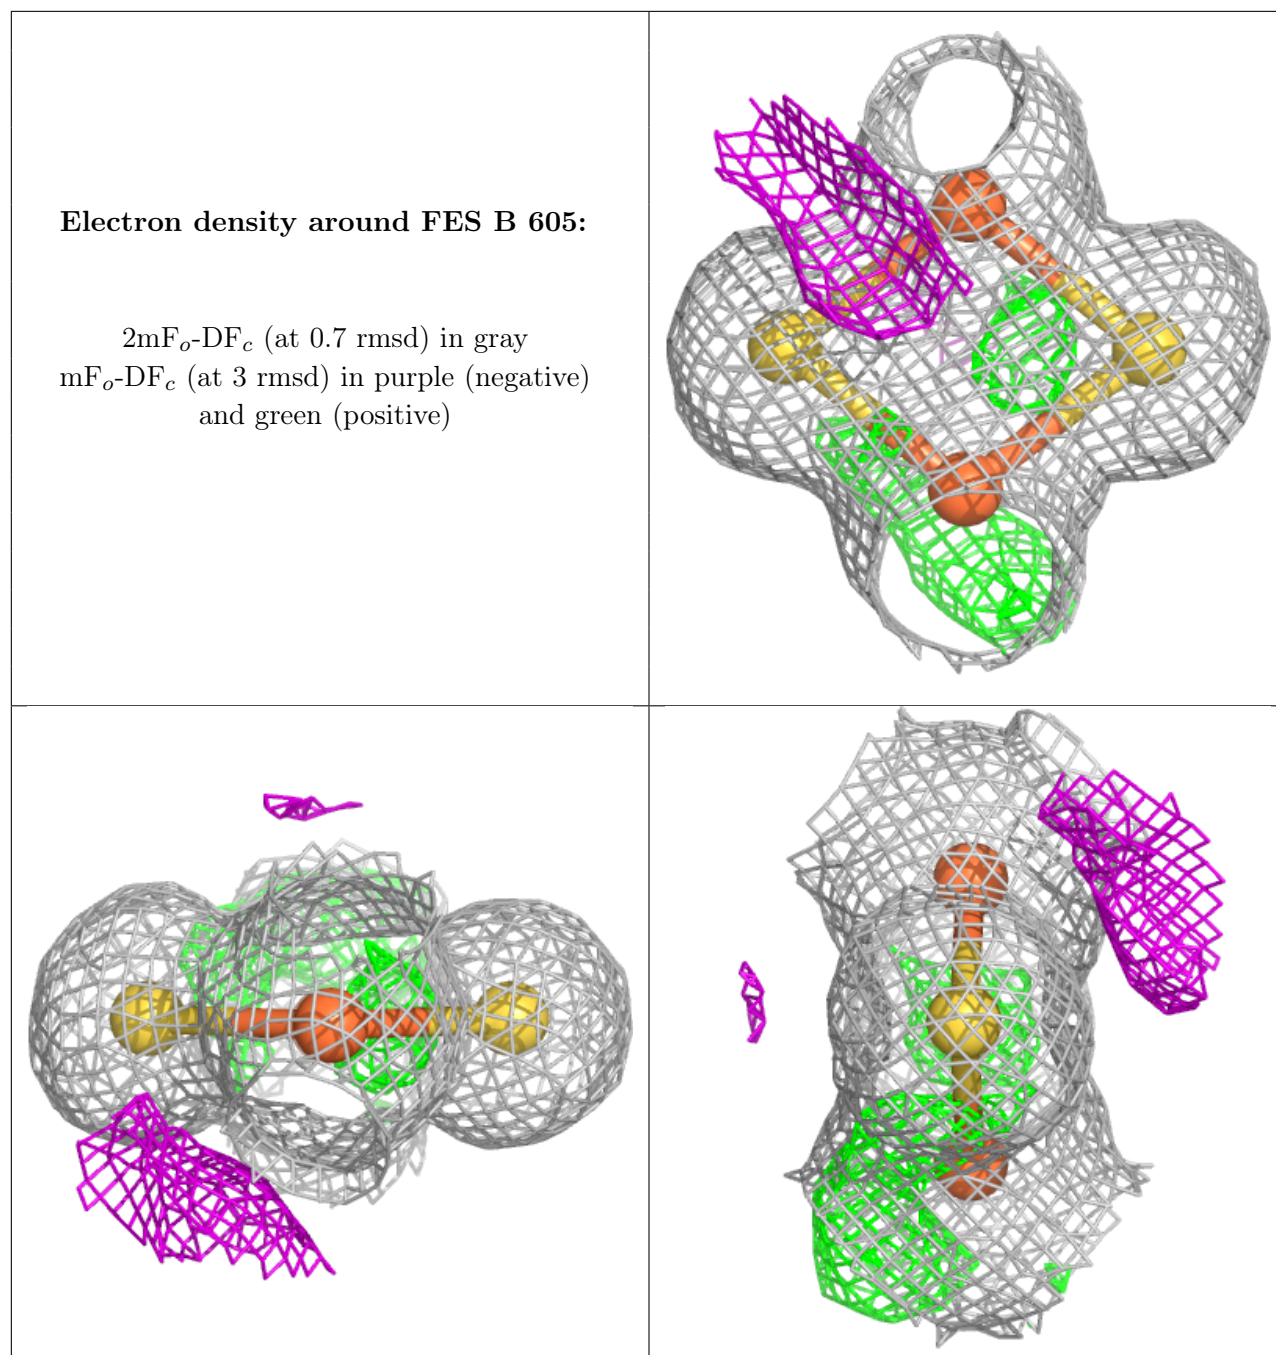 Electron density around FES B 605:
2mFo-DFc (at 0.7 rmsd) in gray
mFo-DFc (at 3 rmsd) in purple (negative)
and green (positive)